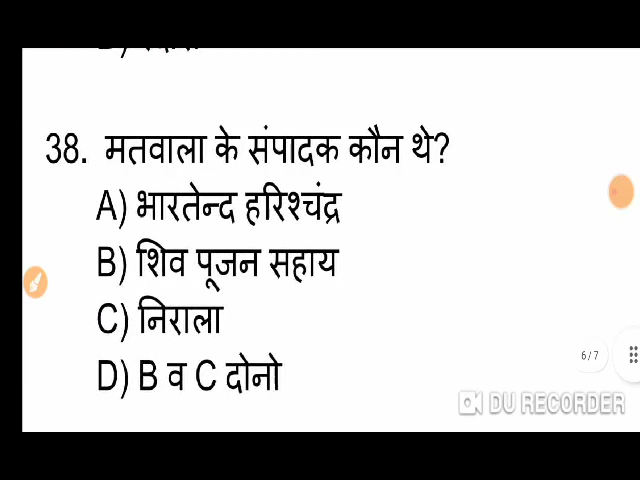 38. मतवाला के संपादक कौन थे?
A) भारतेन्द हरिश्चंद्र
B) शिव पूजन सहाय
C) निराला
D) B व C दोनो
6/7
DU RECORDER